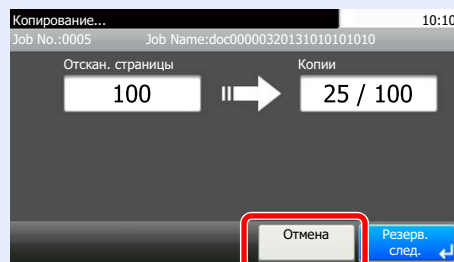 Копирование... 10:10
Job No.:0005 Job Name:doc00000320131010101010
Отскан. страницы Копии
100 25 / 100
Отмена Резерв.
след.